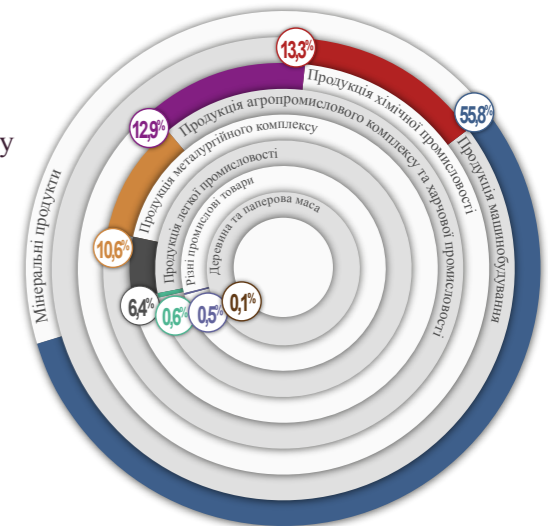 у
13,3%
55,8%
12,9%
10,6%
6,4%
0,6%
0,5%
0,1%
Мінеральні продукти
Продукція машинобудування
Продукція хімічної промисловості
Продукція агропромислового комплексу та харчової промисловості
Продукція металургійного комплексу
Продукція легкої промисловості
Різні промислові товари
Деревина та паперова маса